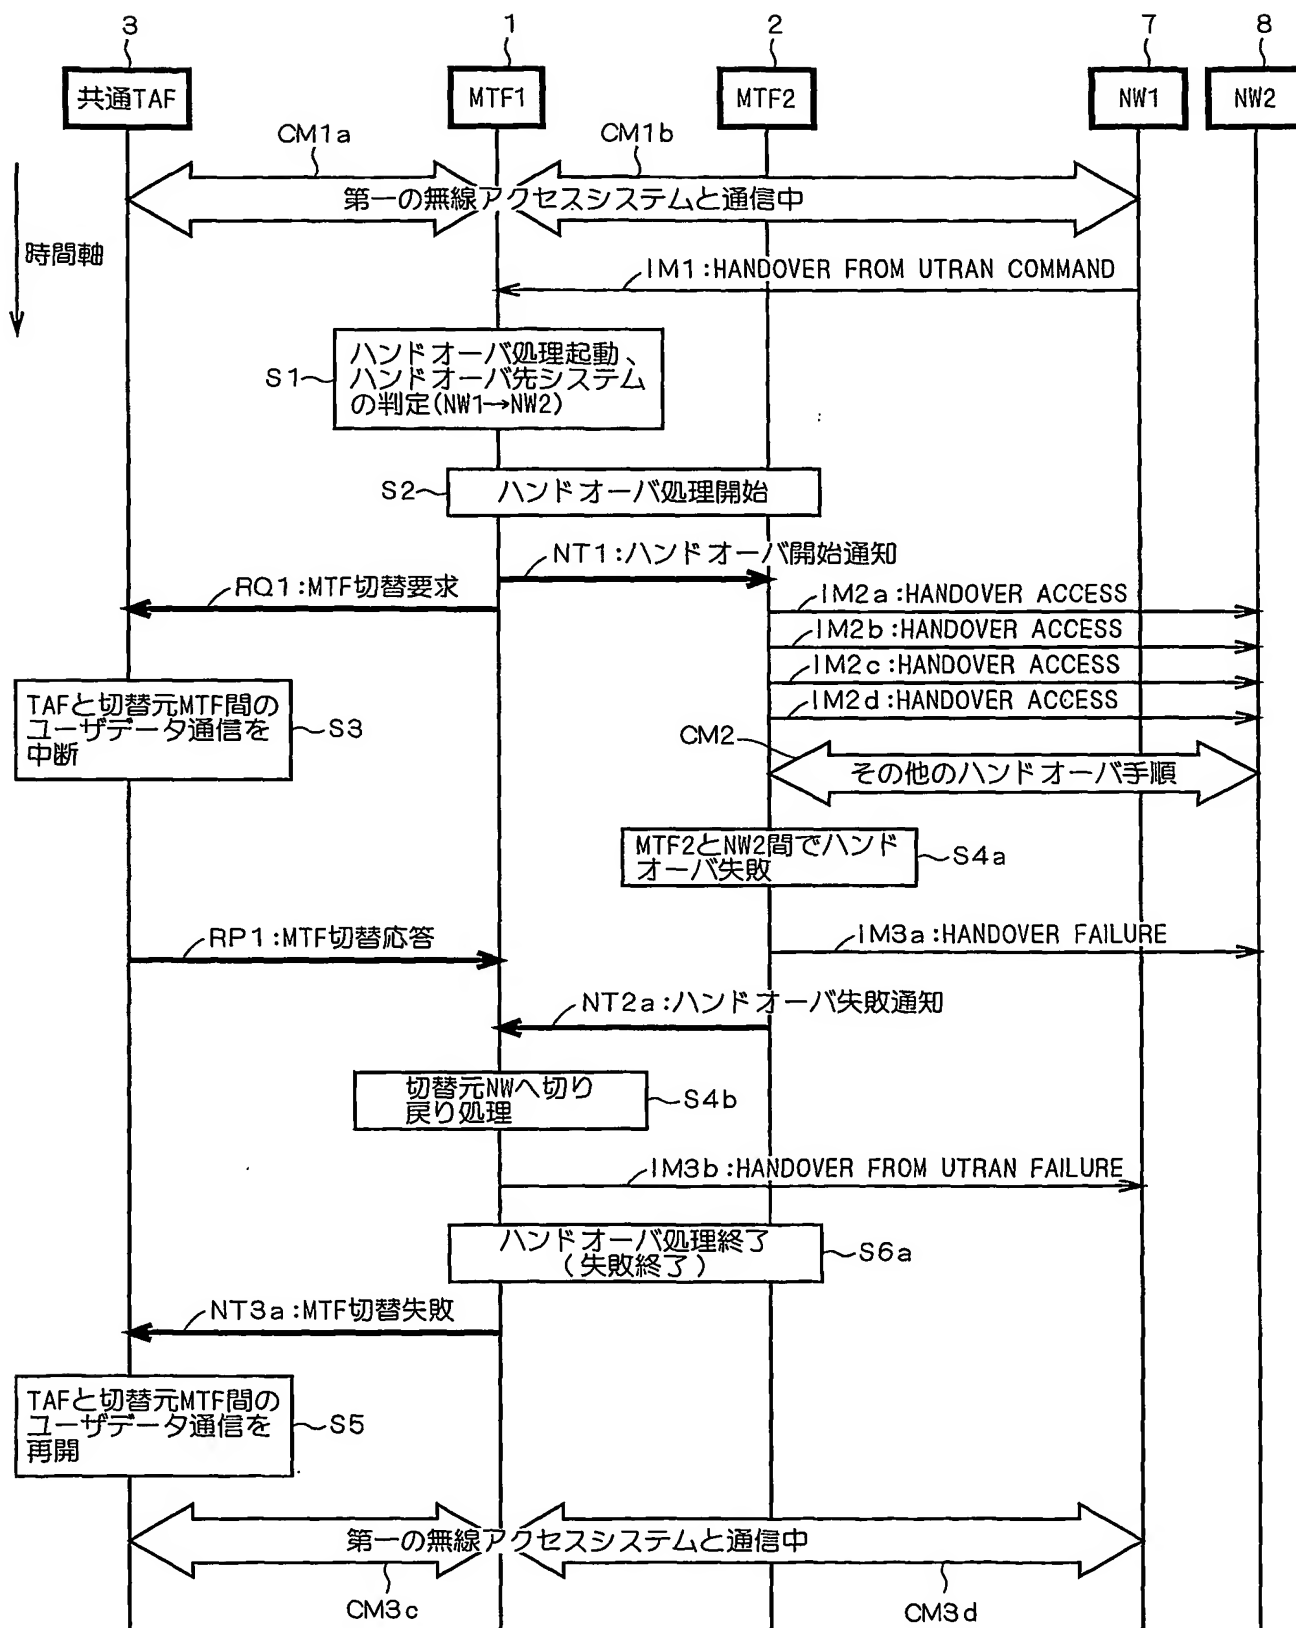 3
1
2
7
8
共通TAF
MTF1
MTF2
NW1
NW2
CM1a
CM1b
第一の無線アクセスシステムと通信中
時間軸
IM1:HANDOVER FROM UTRAN COMMAND
S1
ハンドオーバ処理起動、
ハンドオーバ先システム
の判定(NW1→NW2)
S2
ハンドオーバ処理開始
NT1:ハンドオーバ開始通知
RQ1:MTF切替要求
IM2a:HANDOVER ACCESS
IM2b:HANDOVER ACCESS
IM2c:HANDOVER ACCESS
IM2d:HANDOVER ACCESS
TAFと切替元MTF間の
ユーザデータ通信を
中断
S3
CM2
その他のハンドオーバ手順
MTF2とNW2間でハンド
オーバ失敗
S4a
RP1:MTF切替応答
IM3a:HANDOVER FAILURE
NT2a:ハンドオーバ失敗通知
切替元NWへ切り
戻り処理
S4b
IM3b:HANDOVER FROM UTRAN FAILURE
ハンドオーバ処理終了
(失敗終了)
S6a
NT3a:MTF切替失敗
TAFと切替元MTF間の
ユーザデータ通信を
再開
S5
第一の無線アクセスシステムと通信中
CM3c
CM3d